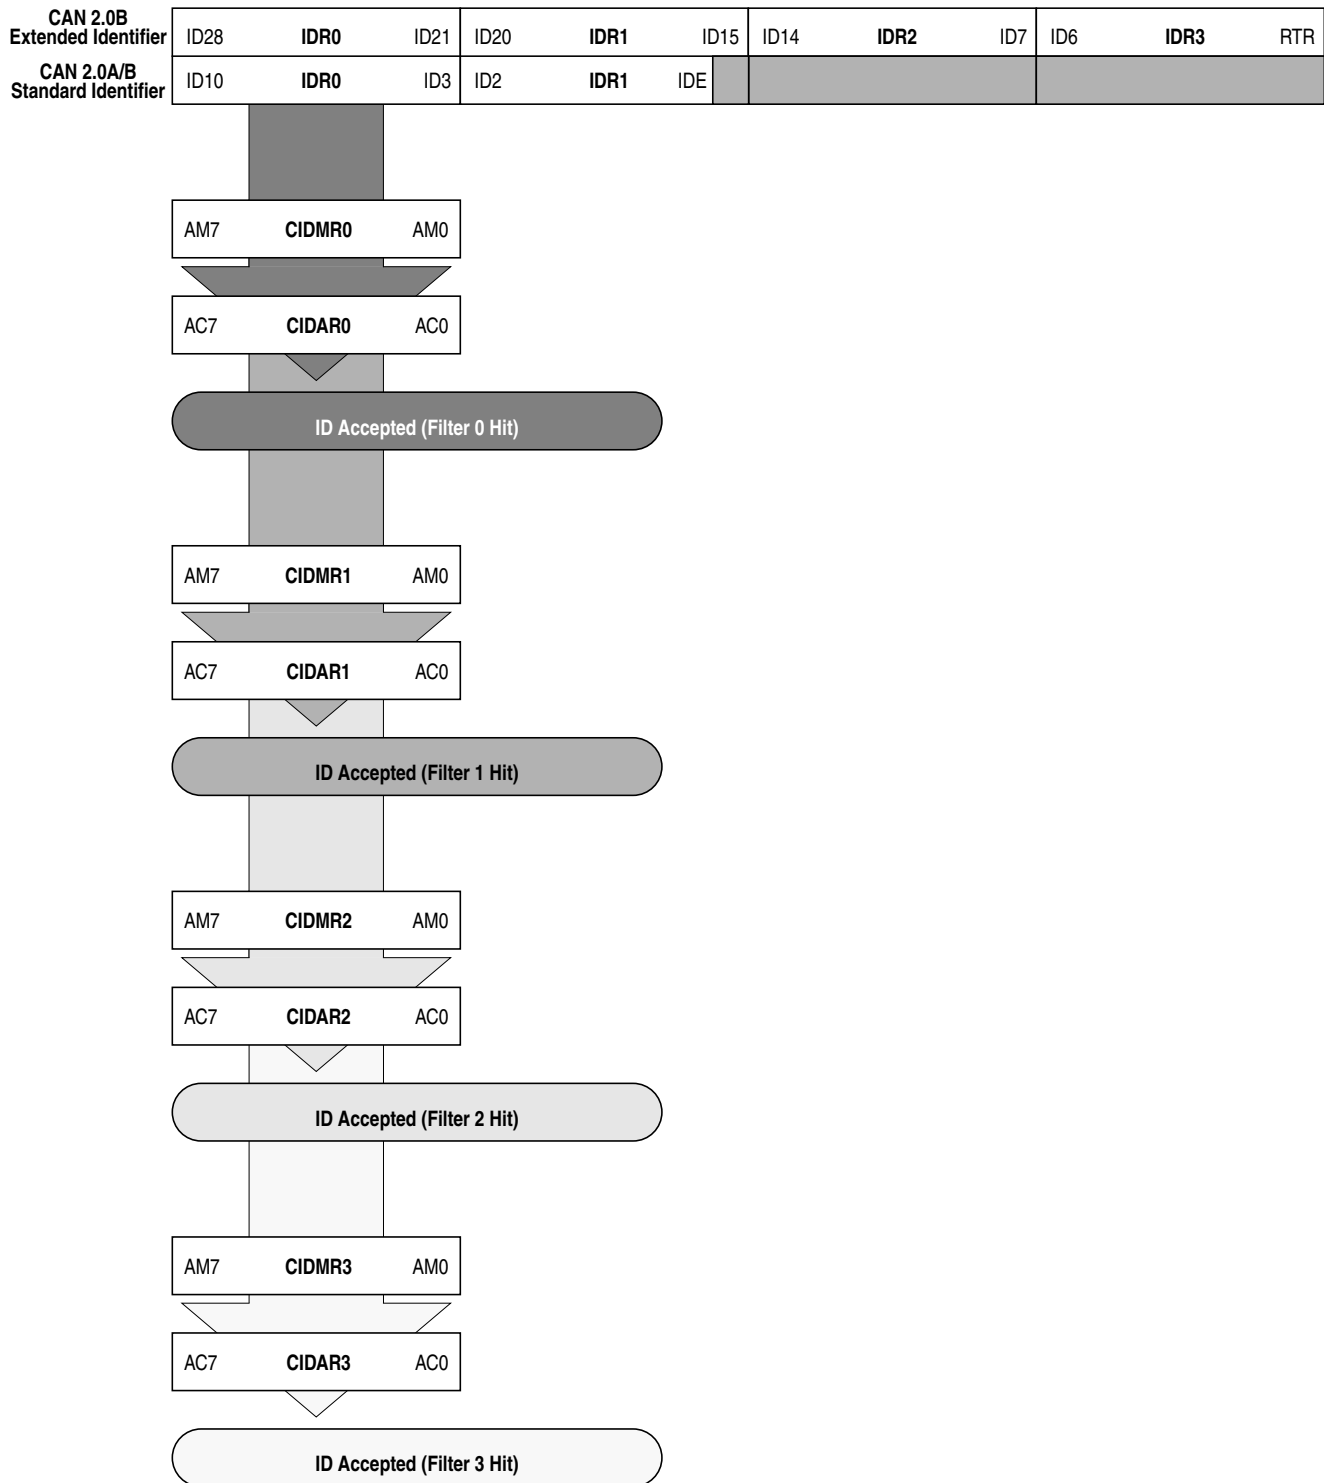 CAN 2.0B
Extended Identifier
ID28 IDR0 ID21 ID20 IDR1 ID15 ID14 IDR2 ID7 ID6 IDR3 RTR
CAN 2.0A/B
Standard Identifier
ID10 IDR0 ID3 ID2 IDR1 IDE
AM7 CIDMR0 AM0
AC7 CIDAR0 AC0
ID Accepted (Filter 0 Hit)
AM7 CIDMR1 AM0
AC7 CIDAR1 AC0
ID Accepted (Filter 1 Hit)
AM7 CIDMR2 AM0
AC7 CIDAR2 AC0
ID Accepted (Filter 2 Hit)
AM7 CIDMR3 AM0
AC7 CIDAR3 AC0
ID Accepted (Filter 3 Hit)